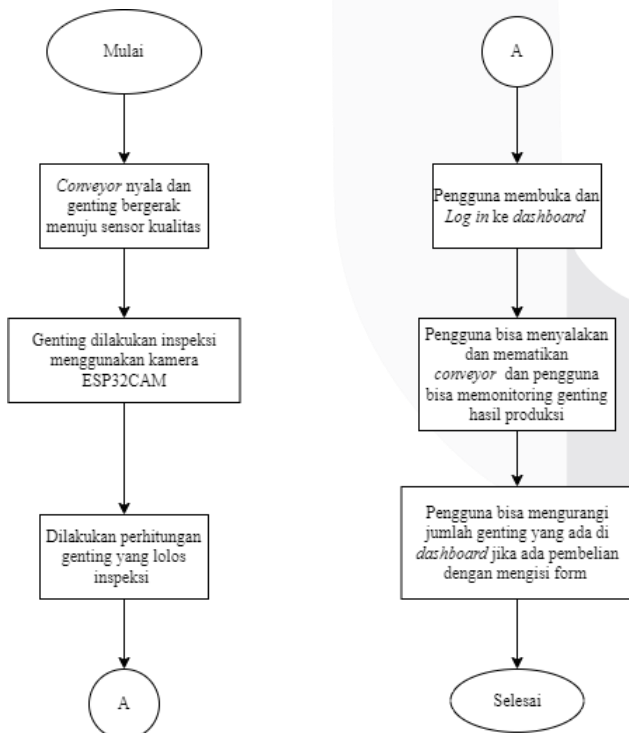 Mulai
Conveyor nyala dan
genting bergerak
menuju sensor kualitas
Genting dilakukan inspeksi
menggunakan kamera
ESP32CAM
Dilakukan perhitungan
genting yang lolos
inspeksi
A
A
Pengguna membuka dan
Log in ke dashboard
Pengguna bisa menyalakan
dan mematikan
conveyor dan pengguna
bisa memonitoring genting
hasil produksi
Pengguna bisa mengurangi
jumlah genting yang ada di
dashboard jika ada pembelian
dengan mengisi form
Selesai